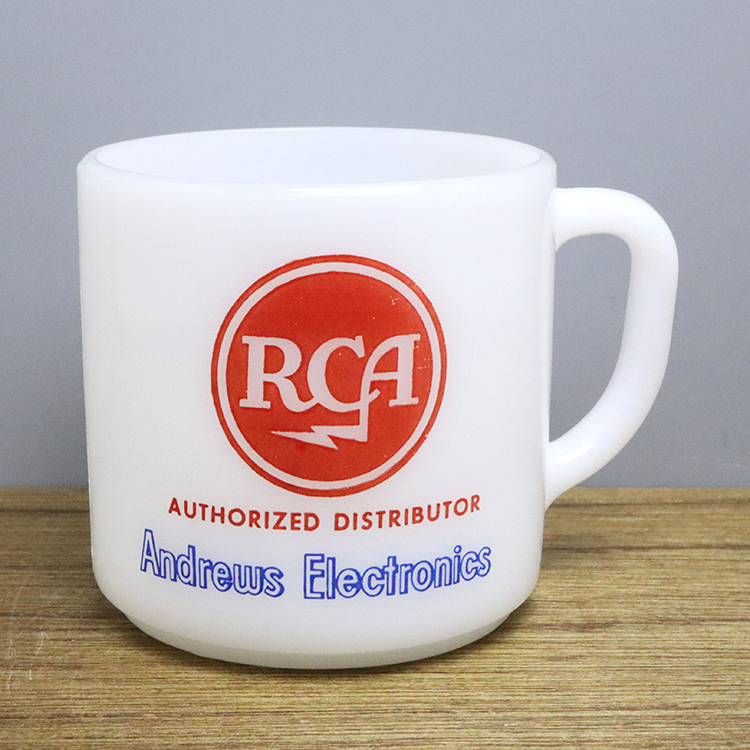 RCA
AUTHORIZED DISTRIBUTOR
Andrews Electronics